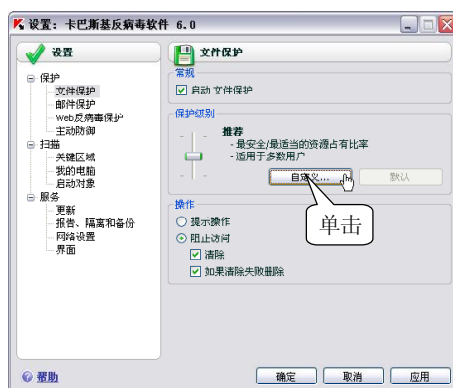 设置：卡巴斯基反病毒软件 6.0
设置
保护
文件保护
邮件保护
Web反病毒保护
主动防御
扫描
关键区域
我的电脑
启动对象
服务
更新
报告、隔离和备份
网络设置
界面
文件保护
常规
启动 文件保护
保护级别
推荐
- 最安全/最适当的资源占有比率
- 适用于多数用户
自定义...
默认
操作
提示操作
阻止访问
清除
如果清除失败删除
单击
帮助
确定
取消
应用